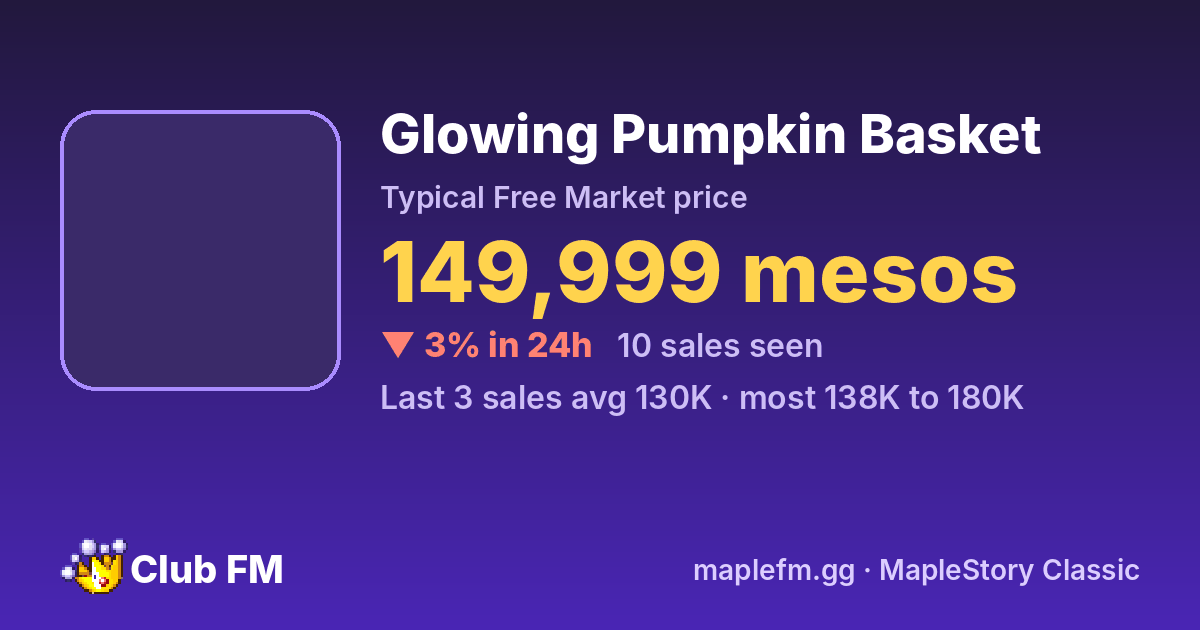 Glowing Pumpkin Basket
Typical Free Market price
149,999 mesos
▼ 3% in 24h 10 sales seen
Last 3 sales avg 130K · most 138K to 180K
Club FM
maplefm.gg · MapleStory Classic